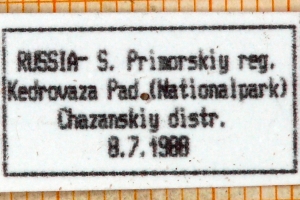 RUSSIA- S. Primorskiy reg.
Kedrovaza Pad.(Nationalpark)
Chazanskiy distr.
8.7.1988